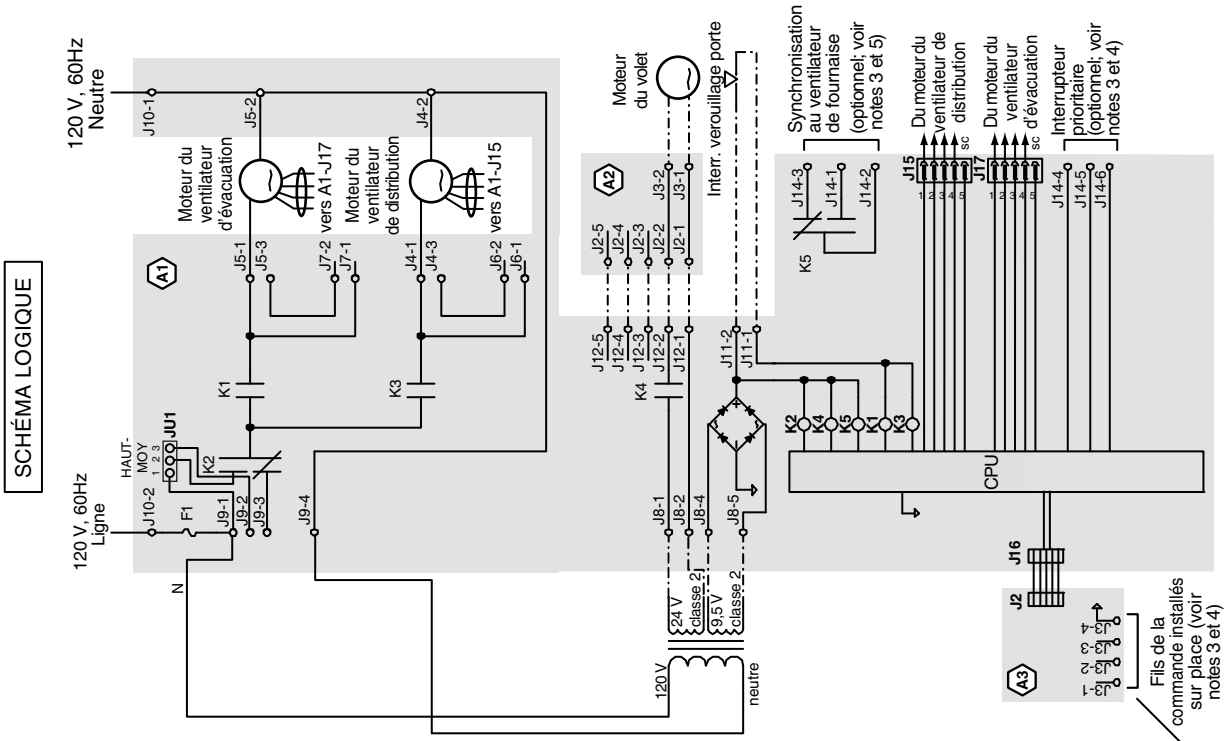 SCHÉMA LOGIQUE
120 V, 60Hz
Ligne
120 V, 60Hz
Neutre
J10-2
F1
HAUT-
MOY
1 2 3
JU1
J9-1
J9-2
J9-3
K2
N
J9-4
K1
K3
A1
J5-1
J5-3
J7-2
J7-1
J4-1
J4-3
J6-2
J6-1
Moteur du
ventilateur
d'évacuation
vers A1-J17
Moteur du
ventilateur
de distribution
vers A1-J15
J10-1
J5-2
J4-2
120 V
neutre
24 V
classe 2
9,5 V
classe 2
J8-1
J8-2
J8-4
J8-5
K4
J12-5
J12-4
J12-3
J12-2
J12-1
J11-2
J11-1
A2
J2-5
J2-4
J2-3
J2-2
J2-1
J3-2
J3-1
Moteur
du volet
Interr. verouillage porte
K2
K4
K5
K1
K3
CPU
K5
J14-3
J14-1
J14-2
Synchronisation
au ventilateur
de fournaise
(optionnel; voir
notes 3 et 5)
J15
1
2
3
4
5
sc
Du moteur du
ventilateur de
distribution
J17
1
2
3
4
5
sc
Du moteur du
ventilateur
d'évacuation
J14-4
J14-5
J14-6
Interrupteur
prioritaire
(optionnel; voir
notes 3 et 4)
J16
J2
A3
J3-1
J3-2
J3-3
J3-4
Fils de la
commande installés
sur place (voir
notes 3 et 4)